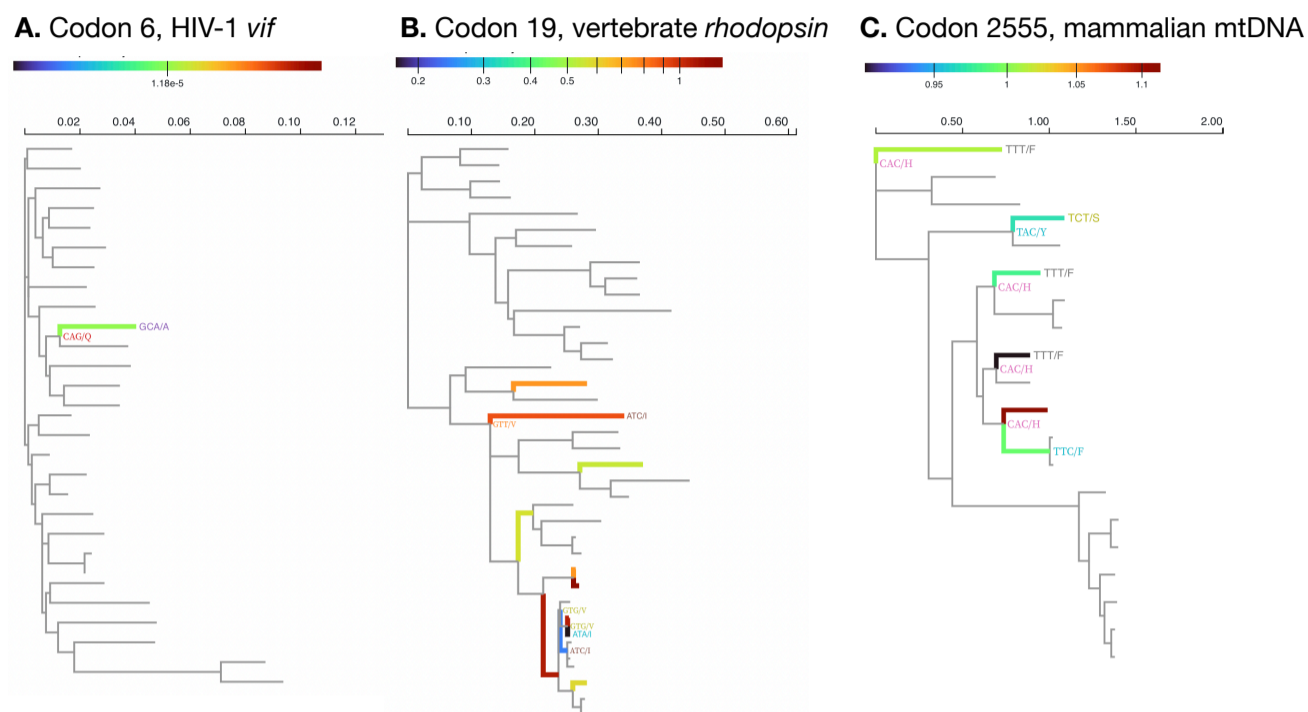 A. Codon 6, HIV-1 vif
1.18e-5
0.02 0.04 0.06 0.08 0.10 0.12
GCA/A
CAG/Q
B. Codon 19, vertebrate rhodopsin
0.2 0.3 0.4 0.5 1
0.10 0.20 0.30 0.40 0.50 0.60
ATC/I
GTT/V
GTG/V
GTG/V
ATA/I
ATC/I
C. Codon 2555, mammalian mtDNA
0.95 1 1.05 1.1
0.50 1.00 1.50 2.00
TTT/F
CAC/H
TCT/S
TAC/Y
TTT/F
CAC/H
TTT/F
CAC/H
CAC/H
TTC/F